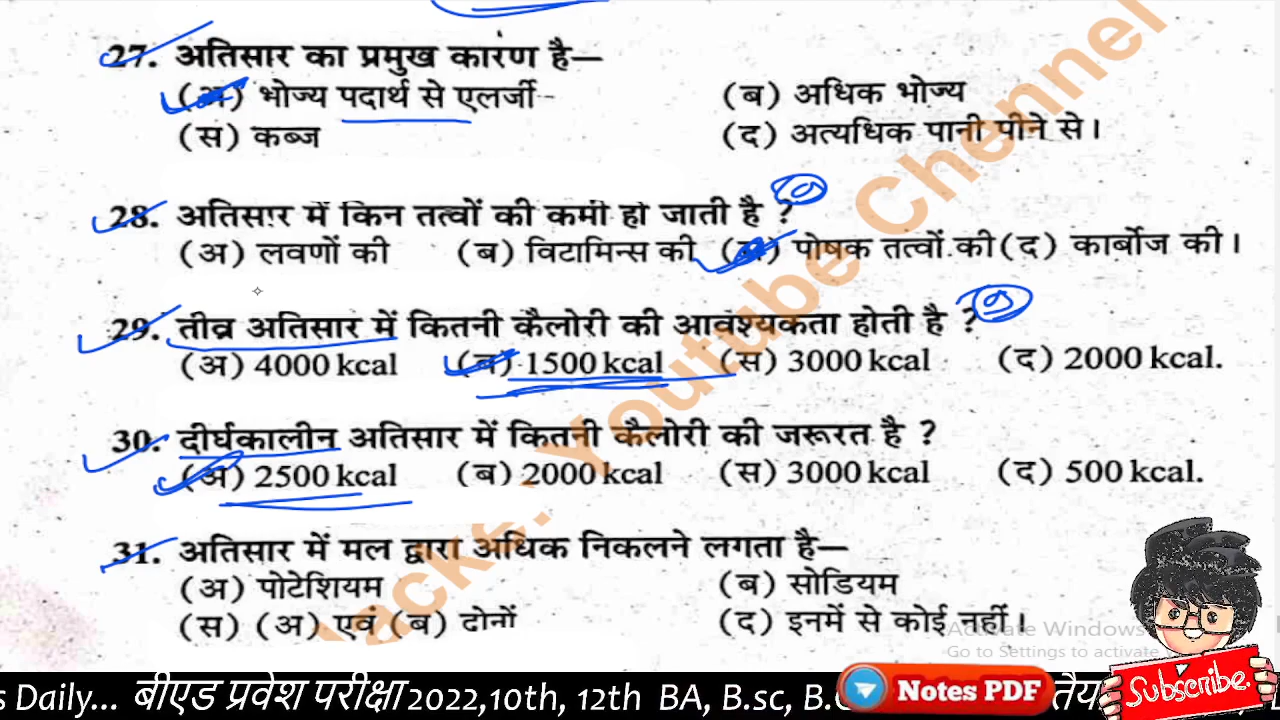 27. अतिसार का प्रमुख कारण है—
(अ) भोज्य पदार्थ से एलर्जी (ब) अधिक भोज्य
(स) कब्ज (द) अत्यधिक पानी पीने से।
28. अतिसार में किन तत्वों की कमी हो जाती है ?
(अ) लवणों की (ब) विटामिन्स की (स) पोषक तत्वों की (द) कार्बोज की।
29. तीव्र अतिसार में कितनी कैलोरी की आवश्यकता होती है ?
(अ) 4000 kcal (ब) 1500 kcal (स) 3000 kcal (द) 2000 kcal.
30. दीर्घकालीन अतिसार में कितनी कैलोरी की जरूरत है ?
(अ) 2500 kcal (ब) 2000 kcal (स) 3000 kcal (द) 500 kcal.
31. अतिसार में मल द्वारा अधिक निकलने लगता है—
(अ) पोटेशियम (ब) सोडियम
(स) (अ) एवं (ब) दोनों (द) इनमें से कोई नहीं।
Youtube Chennel
Activate Windows
Go to Settings to activate
Daily... बीएड प्रवेश परीक्षा 2022,10th, 12th BA, B.sc,
Notes PDF
Subscribe.